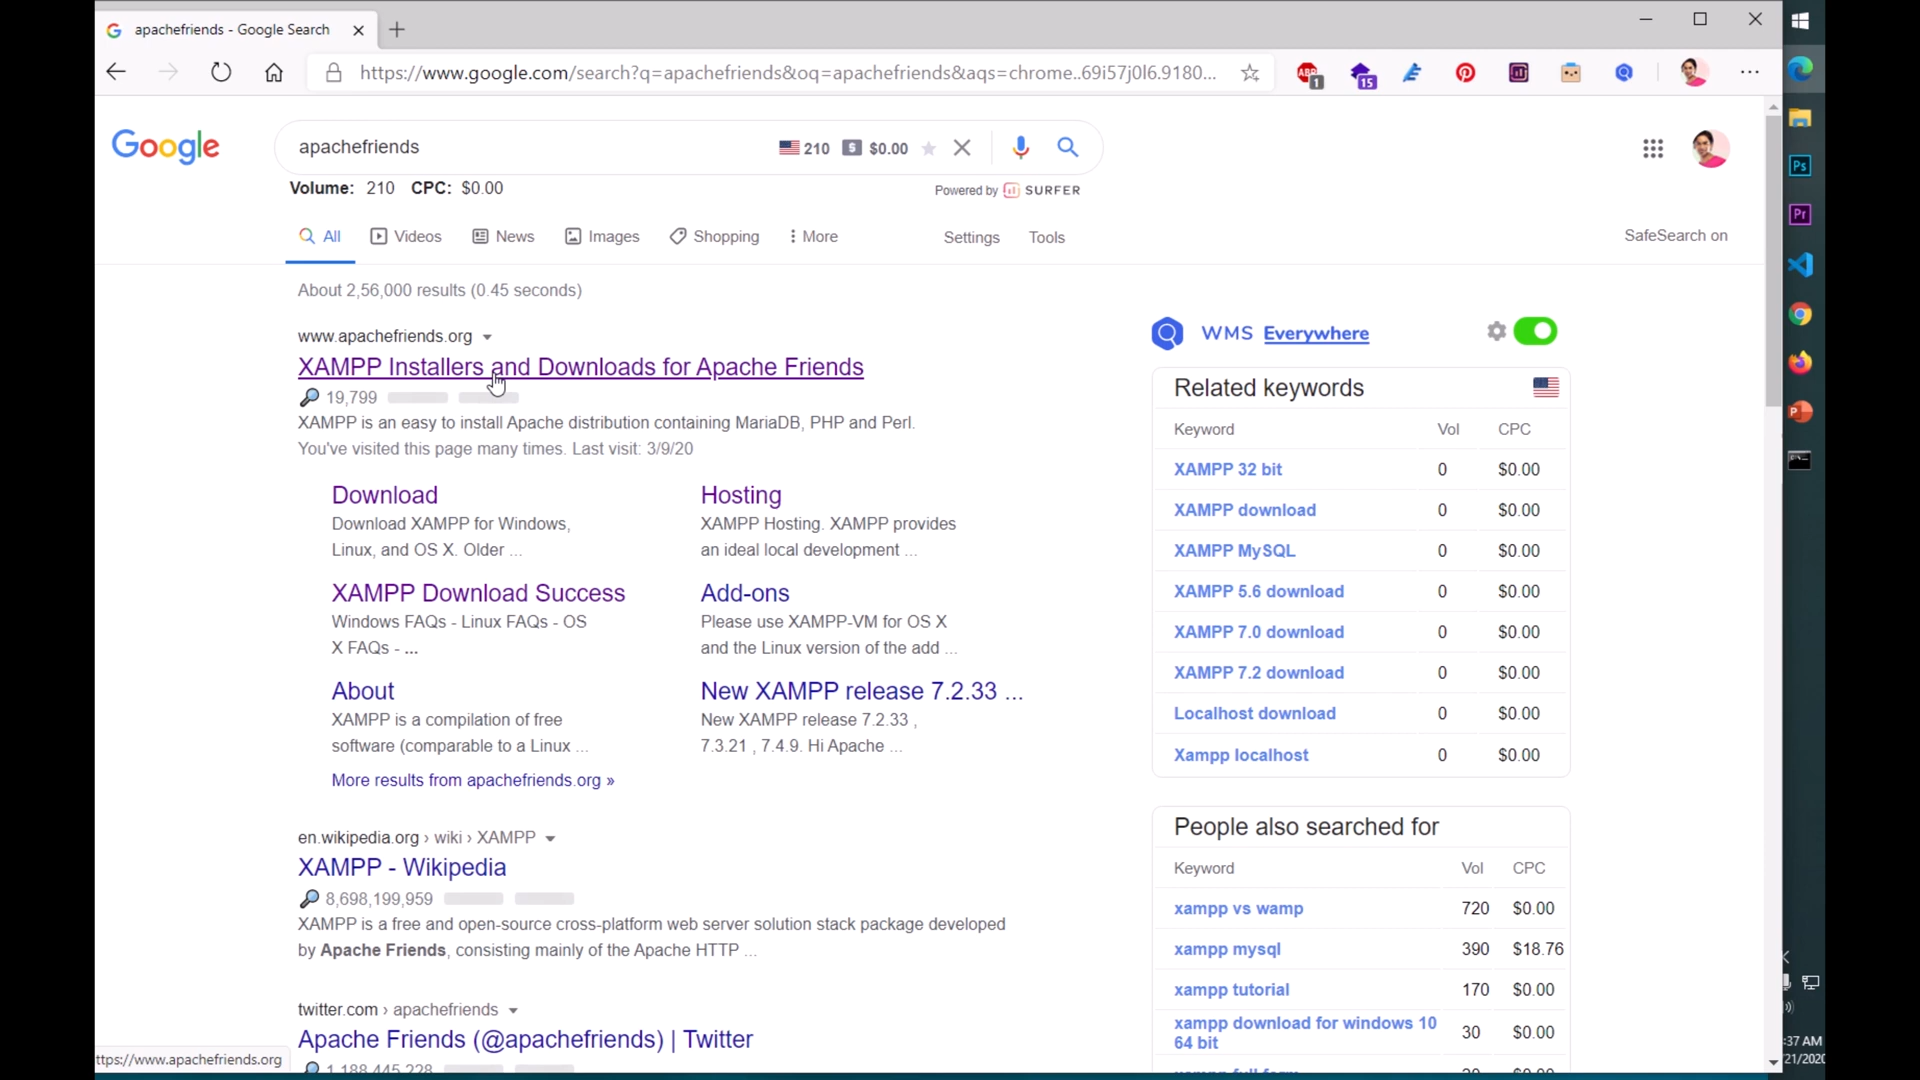 apachefriends - Google Search
https://www.google.com/search?q=apachefriends&oq=apachefriends&aqs=chrome..69i57j0l6.9180...
ABP 1
15
Google
apachefriends
210 $ $0.00
Volume: 210 CPC: $0.00
Powered by SURFER
All Videos News Images Shopping More Settings Tools
SafeSearch on
About 2,56,000 results (0.45 seconds)
www.apachefriends.org
XAMPP Installers and Downloads for Apache Friends
19,799
XAMPP is an easy to install Apache distribution containing MariaDB, PHP and Perl.
You've visited this page many times. Last visit: 3/9/20
Download
Download XAMPP for Windows,
Linux, and OS X. Older ...
Hosting
XAMPP Hosting. XAMPP provides
an ideal local development ...
XAMPP Download Success
Windows FAQs - Linux FAQs - OS
X FAQs - ...
Add-ons
Please use XAMPP-VM for OS X
and the Linux version of the add ...
About
XAMPP is a compilation of free
software (comparable to a Linux ...
New XAMPP release 7.2.33 ...
New XAMPP release 7.2.33 ,
7.3.21 , 7.4.9. Hi Apache ...
More results from apachefriends.org »
en.wikipedia.org › wiki › XAMPP
XAMPP - Wikipedia
8,698,199,959
XAMPP is a free and open-source cross-platform web server solution stack package developed
by Apache Friends, consisting mainly of the Apache HTTP ...
twitter.com › apachefriends
Apache Friends (@apachefriends) | Twitter
1,188,445,228
ttps://www.apachefriends.org
WMS Everywhere
Related keywords
Keyword Vol CPC
XAMPP 32 bit 0 $0.00
XAMPP download 0 $0.00
XAMPP MySQL 0 $0.00
XAMPP 5.6 download 0 $0.00
XAMPP 7.0 download 0 $0.00
XAMPP 7.2 download 0 $0.00
Localhost download 0 $0.00
Xampp localhost 0 $0.00
People also searched for
Keyword Vol CPC
xampp vs wamp 720 $0.00
xampp mysql 390 $18.76
xampp tutorial 170 $0.00
xampp download for windows 10
64 bit 30 $0.00
Ps
Pr
P
:37 AM
/21/2020